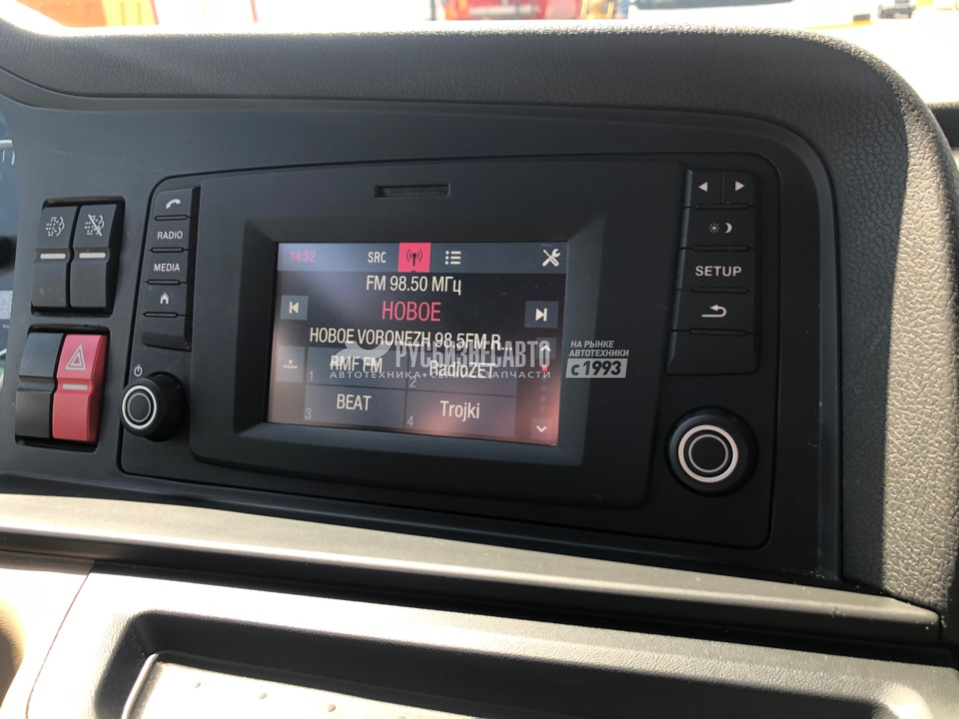 RADIO
MEDIA
14:32 SRC
FM 98.50 МГц
НОВОЕ
НОВОЕ VORONEZH 98.5FM R...
1 RMF FM
2 RadioZET
3 BEAT
4 Trojki
SETUP
РУСБИЗНЕСАВТО
АВТОТЕХНИКА • СЕРВИС • ЗАПЧАСТИ
НА РЫНКЕ
АВТОТЕХНИКИ
с 1993